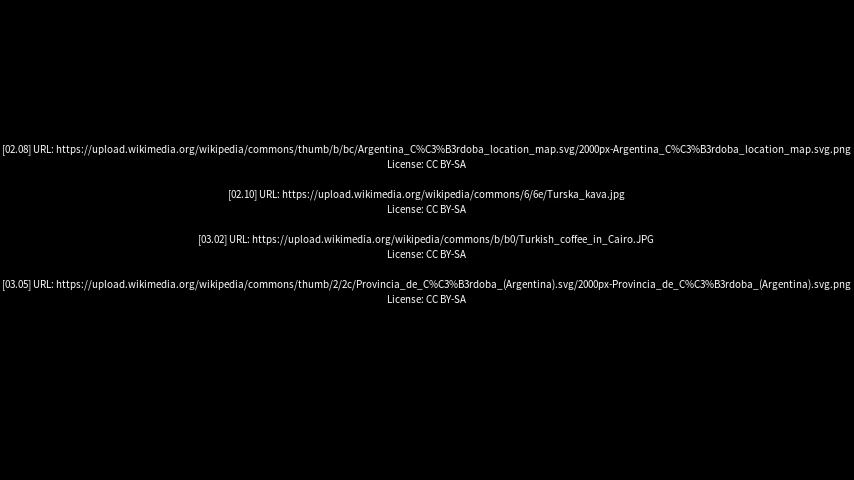 [02.08] URL: https://upload.wikimedia.org/wikipedia/commons/thumb/b/bc/Argentina_C%C3%B3rdoba_location_map.svg/2000px-Argentina_C%C3%B3rdoba_location_map.svg.png
License: CC BY-SA
[02.10] URL: https://upload.wikimedia.org/wikipedia/commons/6/6e/Turska_kava.jpg
License: CC BY-SA
[03.02] URL: https://upload.wikimedia.org/wikipedia/commons/b/b0/Turkish_coffee_in_Cairo.JPG
License: CC BY-SA
[03.05] URL: https://upload.wikimedia.org/wikipedia/commons/thumb/2/2c/Provincia_de_C%C3%B3rdoba_(Argentina).svg/2000px-Provincia_de_C%C3%B3rdoba_(Argentina).svg.png
License: CC BY-SA